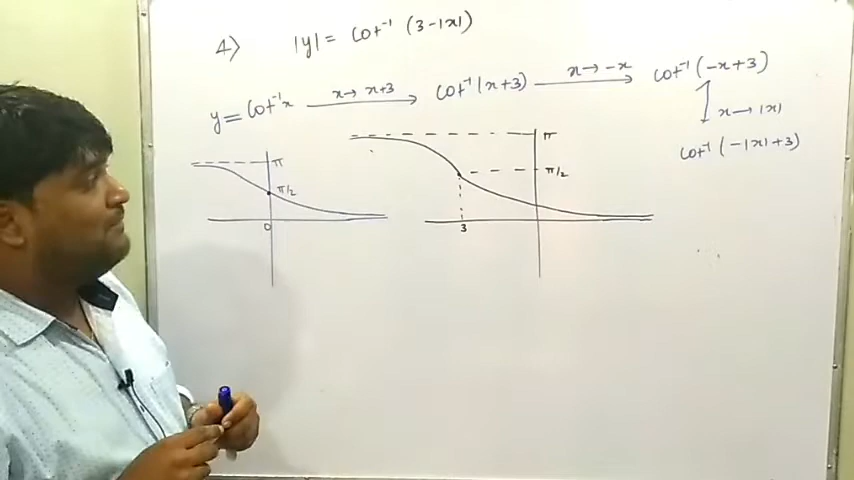 4) |y| = cot⁻¹ (3-|x|)
y = cot⁻¹x x → x+3 cot⁻¹(x+3) x → -x cot⁻¹(-x+3)
x → |x|
cot⁻¹(-|x|+3)
π
π/2
0
π
π/2
3